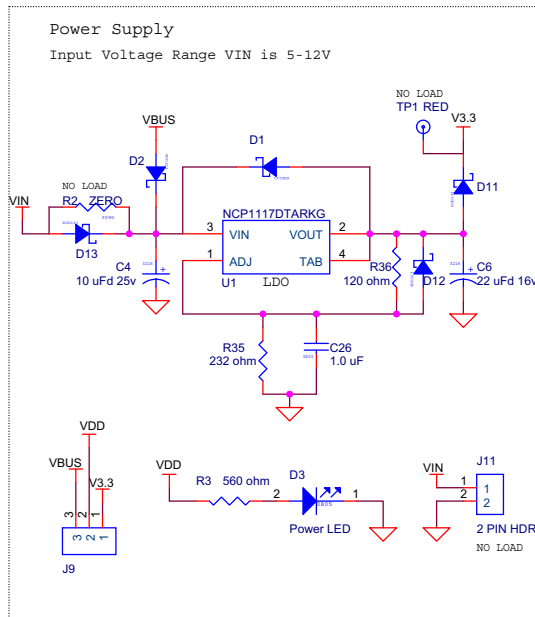 Power Supply
Input Voltage Range VIN is 5-12V
NO LOAD
TP1 RED
V3.3
VBUS
D1
D2
D11
NO LOAD
R2 ZERO
VIN
D13
NCP1117DTARKG
3 VIN VOUT 2
1 ADJ TAB 4
U1 LDO
C4
10 uFd 25v
R36
120 ohm
D12
C6
22 uFd 16v
R35
232 ohm
C26
1.0 uF
VDD
VBUS
V3.3
3 2 1
3 2 1
J9
VDD
R3 560 ohm
D3
2 1
0805
Power LED
J11
VIN
1 1
2 2
2 PIN HDR
NO LOAD